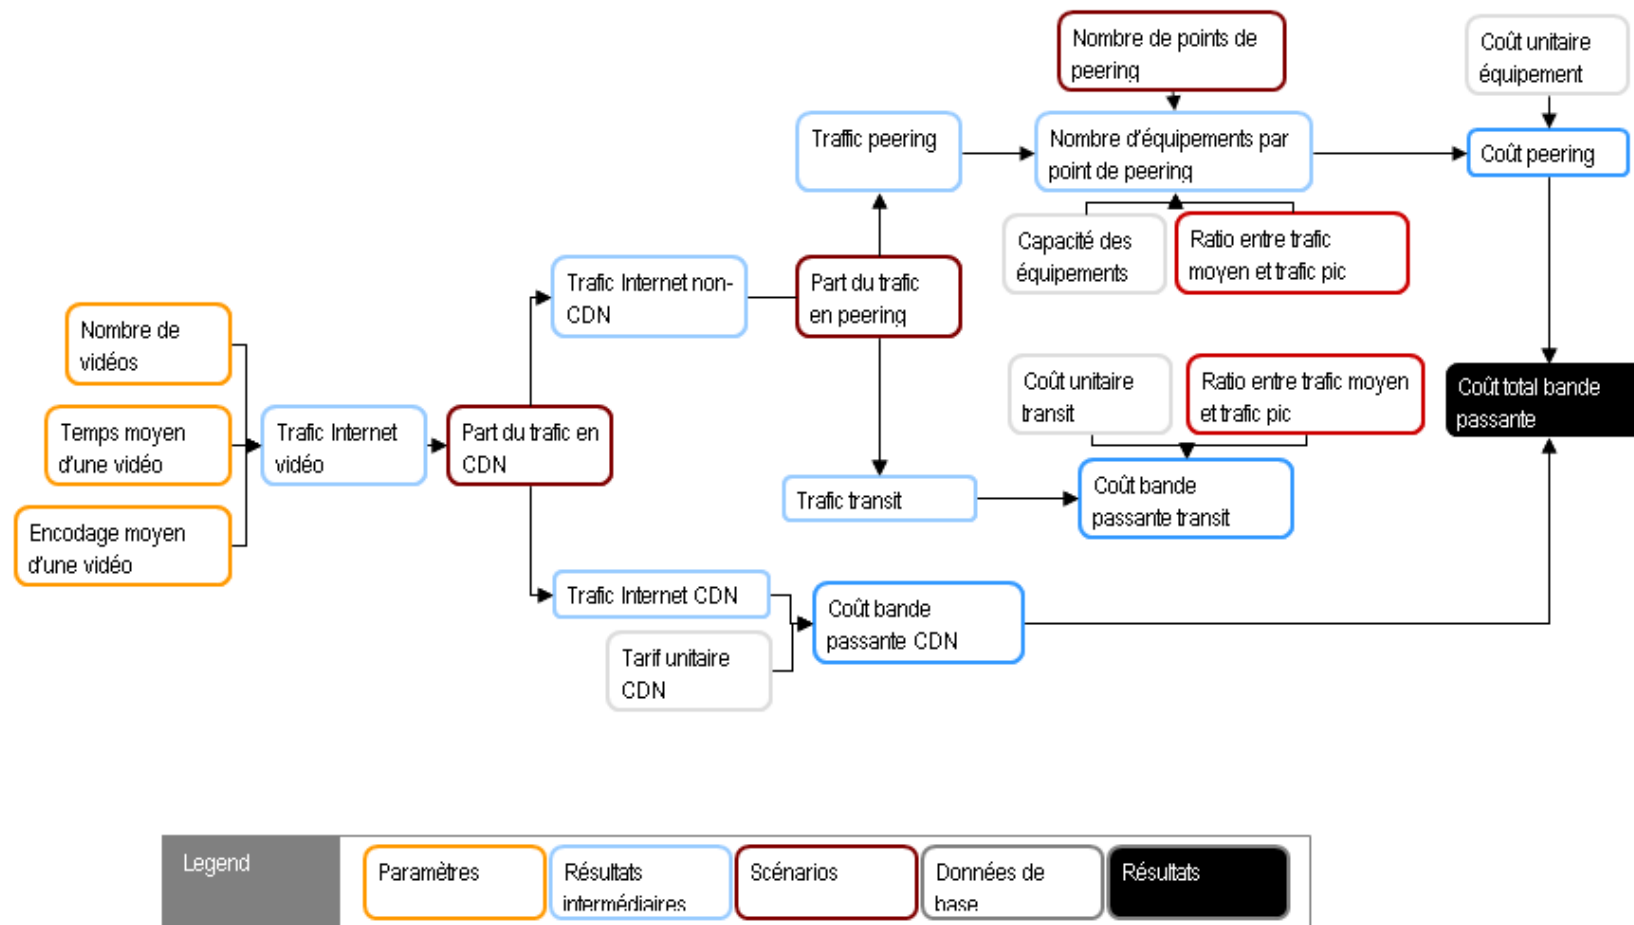 Nombre de points de
peering
Coût unitaire
équipement
Traffic peering
Nombre d'équipements par
point de peering
Coût peering
Capacité des
équipements
Ratio entre trafic
moyen et trafic pic
Trafic Internet non-
CDN
Part du trafic
en peering
Nombre de
vidéos
Temps moyen
d'une vidéo
Encodage moyen
d'une vidéo
Trafic Internet
vidéo
Part du trafic en
CDN
Coût unitaire
transit
Ratio entre trafic moyen
et trafic pic
Coût total bande
passante
Trafic transit
Coût bande
passante transit
Trafic Internet CDN
Tarif unitaire
CDN
Coût bande
passante CDN
Legend
Paramètres
Résultats
intermédiaires
Scénarios
Données de
base
Résultats